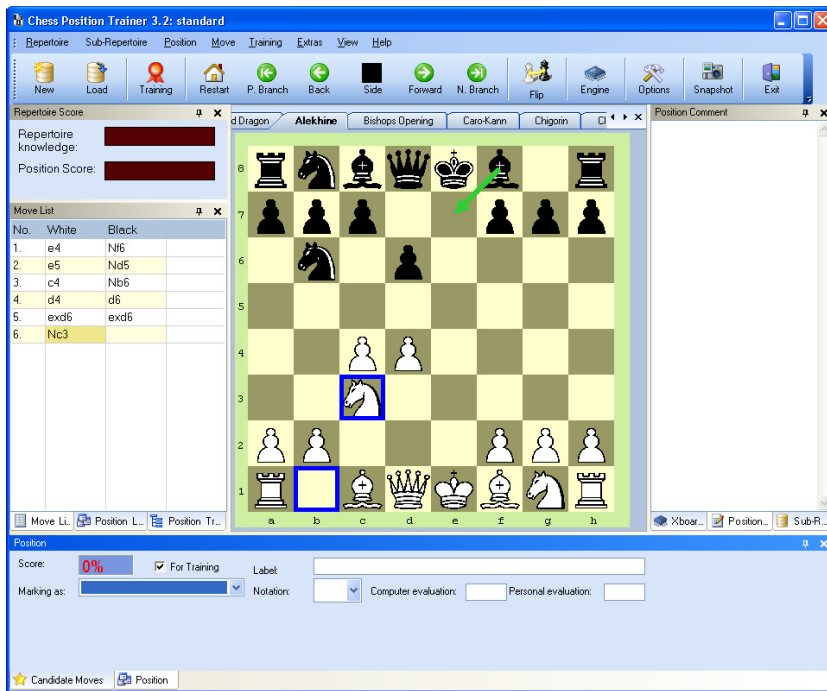 Chess Position Trainer 3.2: standard
Repertoire Sub-Repertoire Position Move Training Extras View Help
New Load Training Restart P. Branch Back Side Forward N. Branch Flip Engine Options Snapshot Exit
Repertoire Score
d Dragon Alekhine Bishops Opening Caro-Kann Chigorin
Position Comment
Repertoire
knowledge:
Position Score:
Move List
No. White Black
1. e4 Nf6
2. e5 Nd5
3. c4 Nb6
4. d4 d6
5. exd6 exd6
6. Nc3
8
7
6
5
4
3
2
1
a b c d e f g h
Move Li... Position L... Position Tr...
Xboar... Position... Sub-R...
Position
Score: 0% For Training Label:
Marking as: Notation: Computer evaluation: Personal evaluation:
Candidate Moves Position